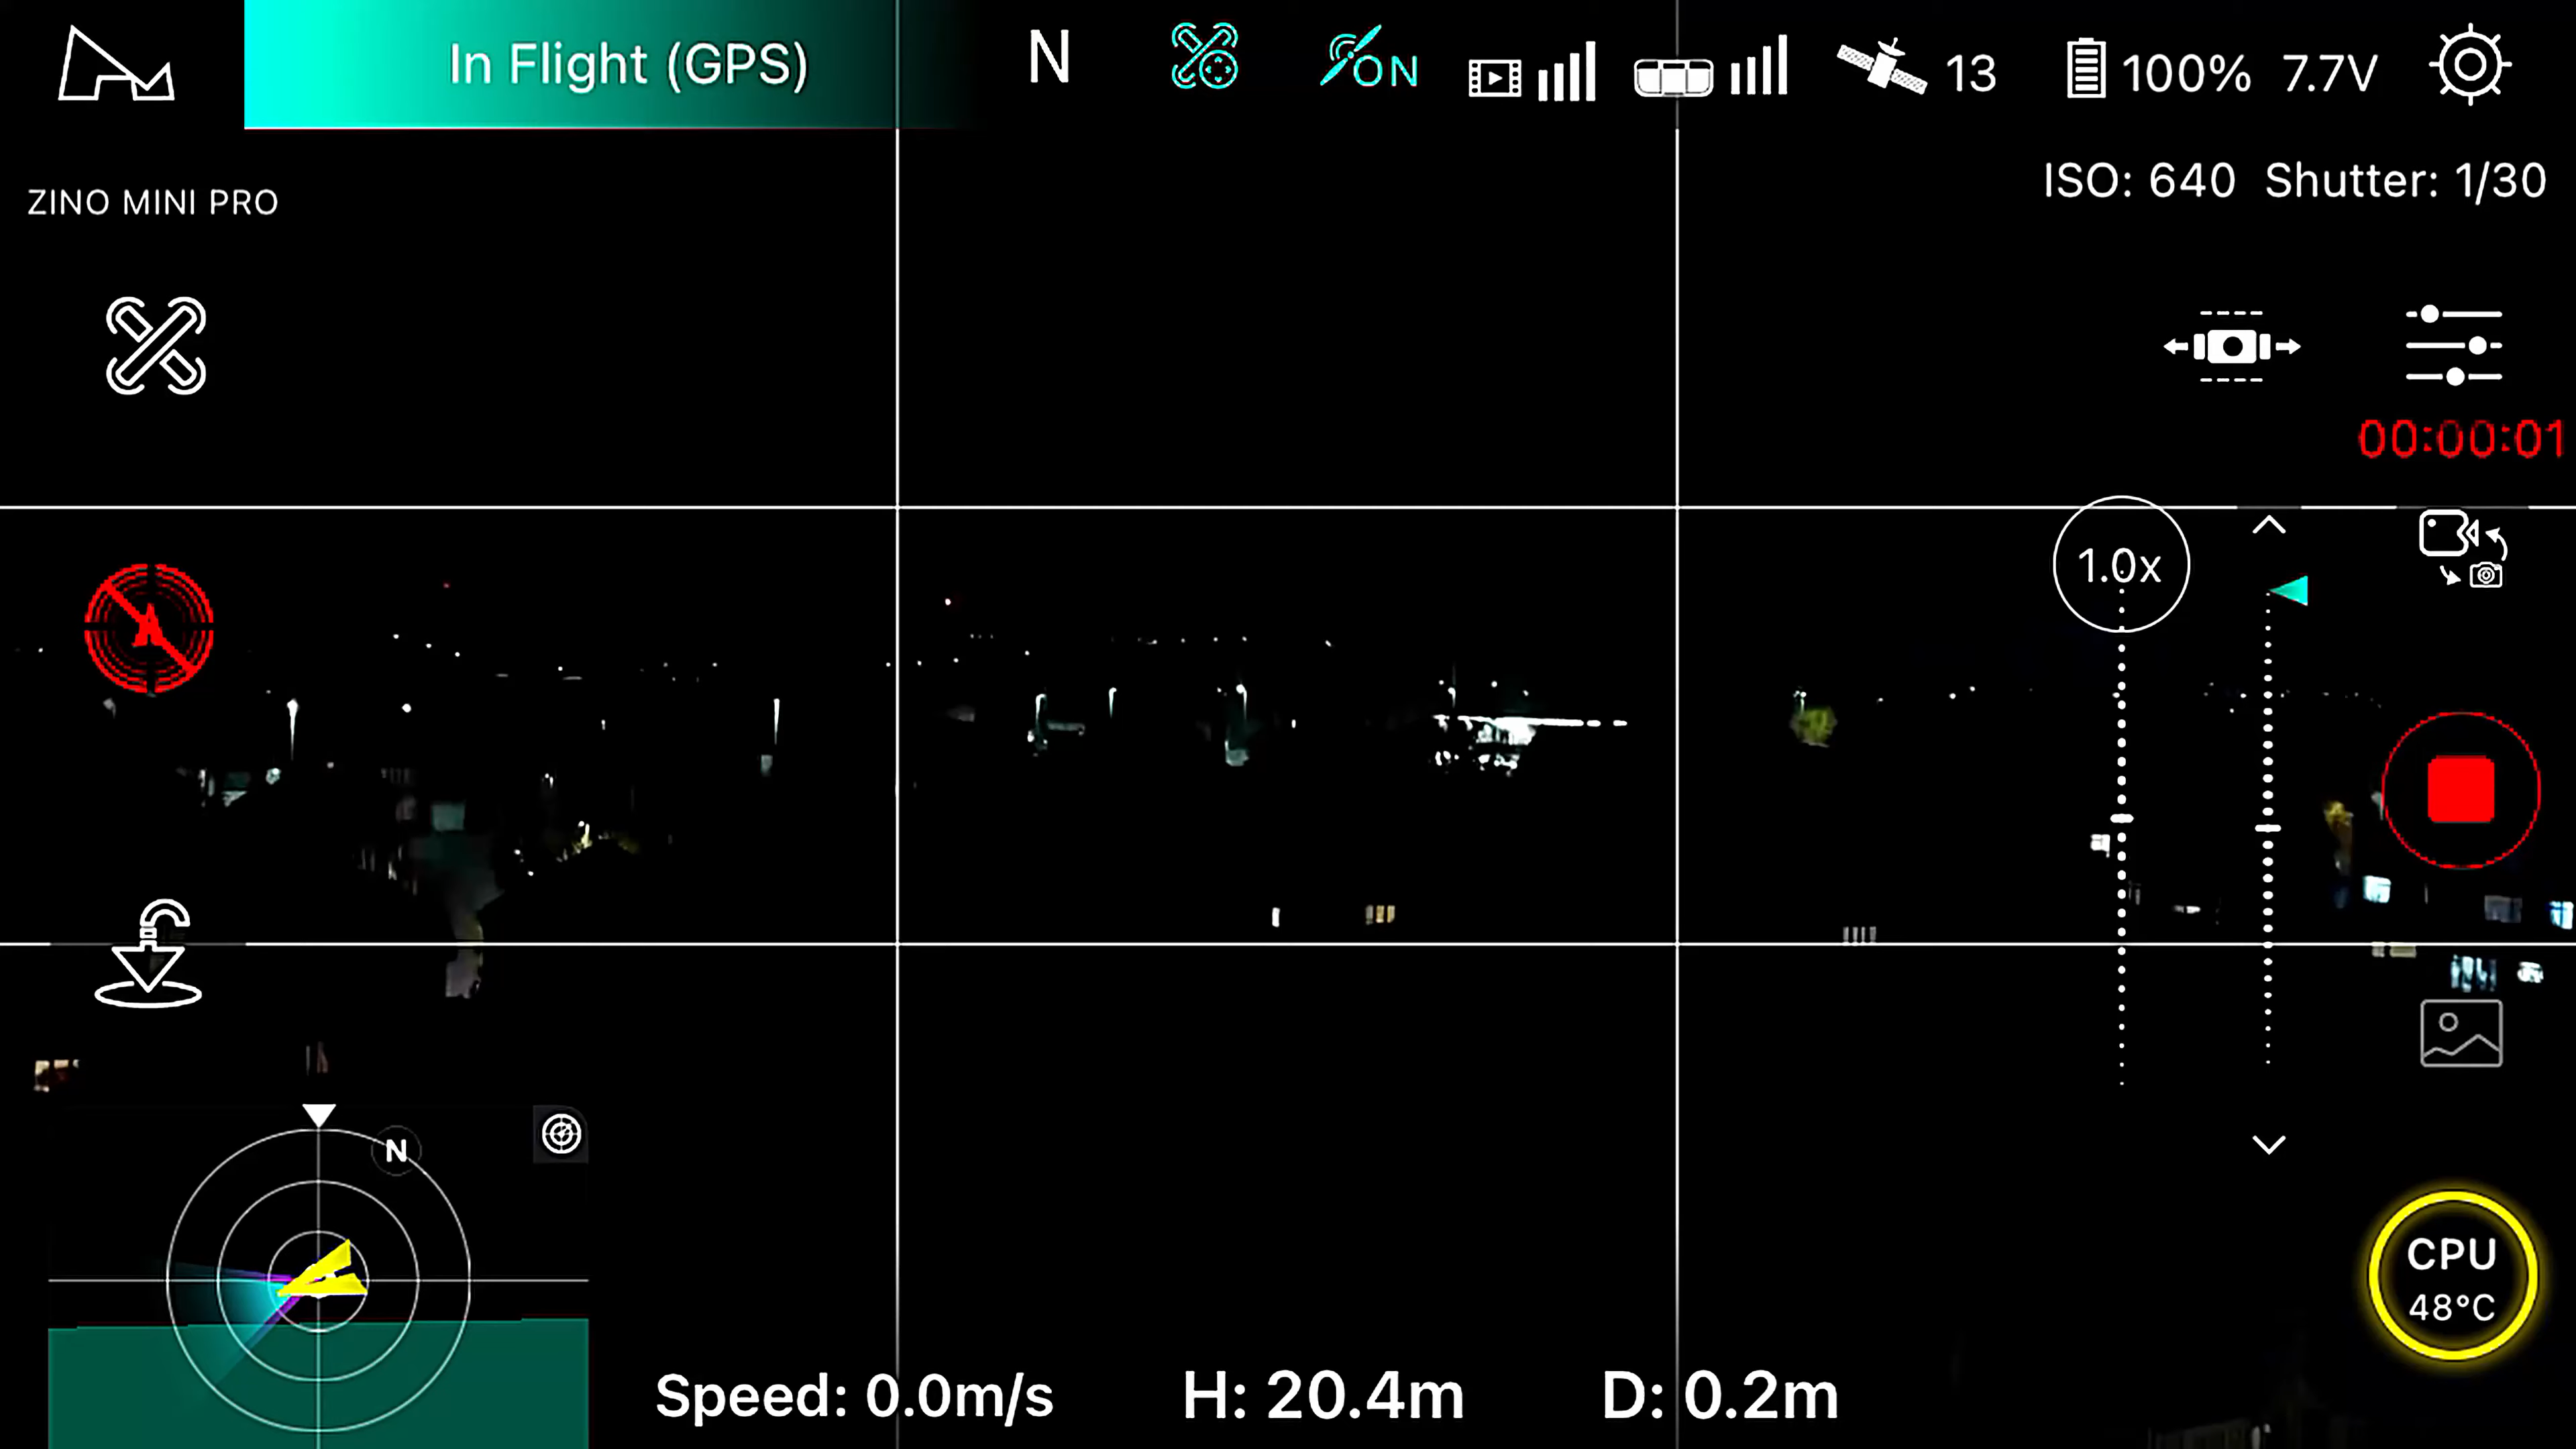 In Flight (GPS) N ON 13 100% 7.7V
ZINO MINI PRO
ISO: 640 Shutter: 1/30
00:00:01
1.0x
N
CPU
48°C
Speed: 0.0m/s H: 20.4m D: 0.2m